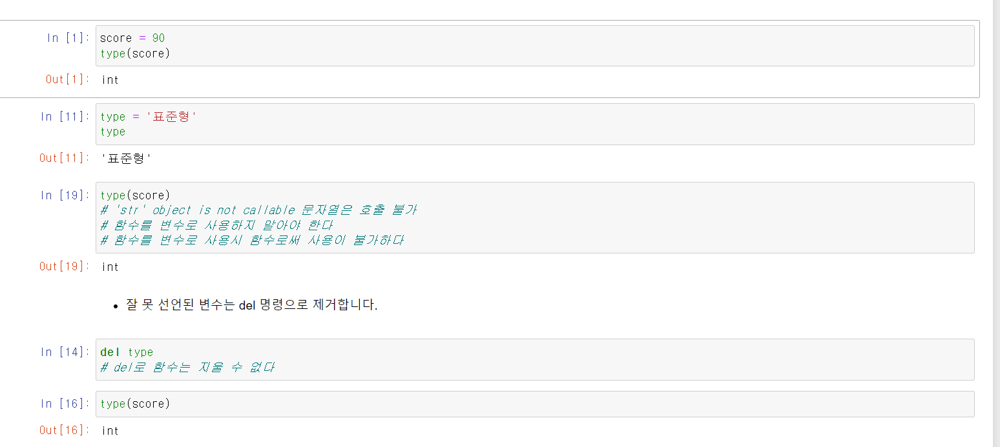 In [1]: score = 90
type(score)
Out[1]: int
In [11]: type = '표준형'
type
Out[11]: '표준형'
In [19]: type(score)
# 'str' object is not callable 문자열은 호출 불가
# 함수를 변수로 사용하지 말아야 한다
# 함수를 변수로 사용시 함수로써 사용이 불가하다
Out[19]: int
• 잘 못 선언된 변수는 del 명령으로 제거합니다.
In [14]: del type
# del로 함수는 지울 수 없다
In [16]: type(score)
Out[16]: int